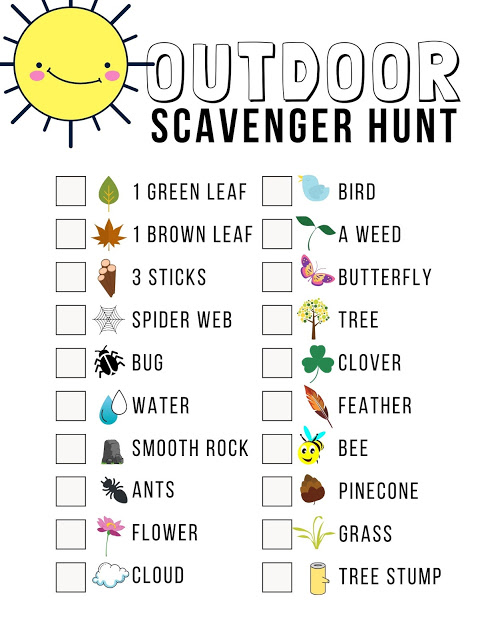 OUTDOOR
SCAVENGER HUNT
1 GREEN LEAF
1 BROWN LEAF
3 STICKS
SPIDER WEB
BUG
WATER
SMOOTH ROCK
ANTS
FLOWER
CLOUD
BIRD
A WEED
BUTTERFLY
TREE
CLOVER
FEATHER
BEE
PINECONE
GRASS
TREE STUMP